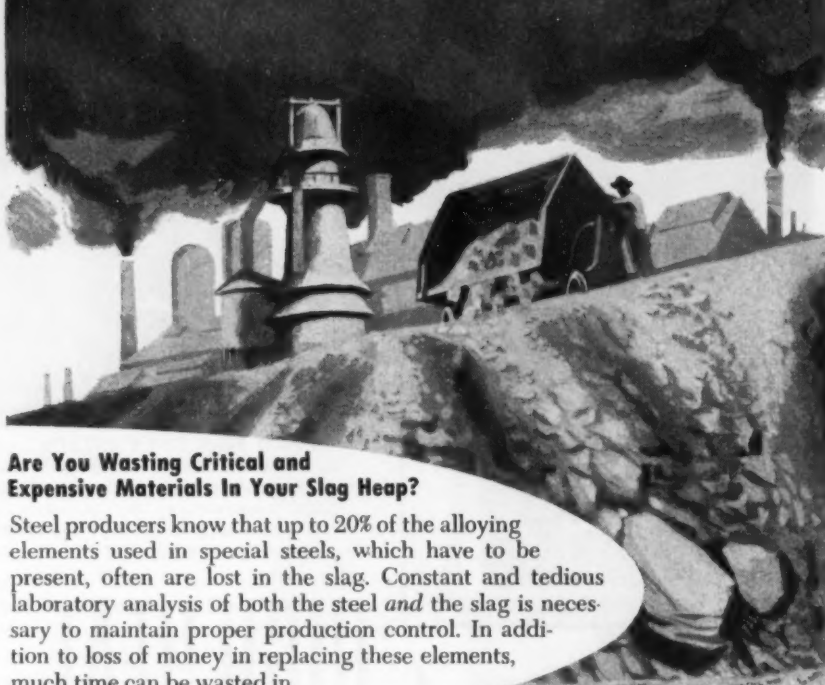 Are You Wasting Critical and
Expensive Materials In Your Slag Heap?
Steel producers know that up to 20% of the alloying
elements used in special steels, which have to be
present, often are lost in the slag. Constant and tedious
laboratory analysis of both the steel and the slag is neces-
sary to maintain proper production control. In addi-
tion to loss of money in replacing these elements,
much time can be wasted in